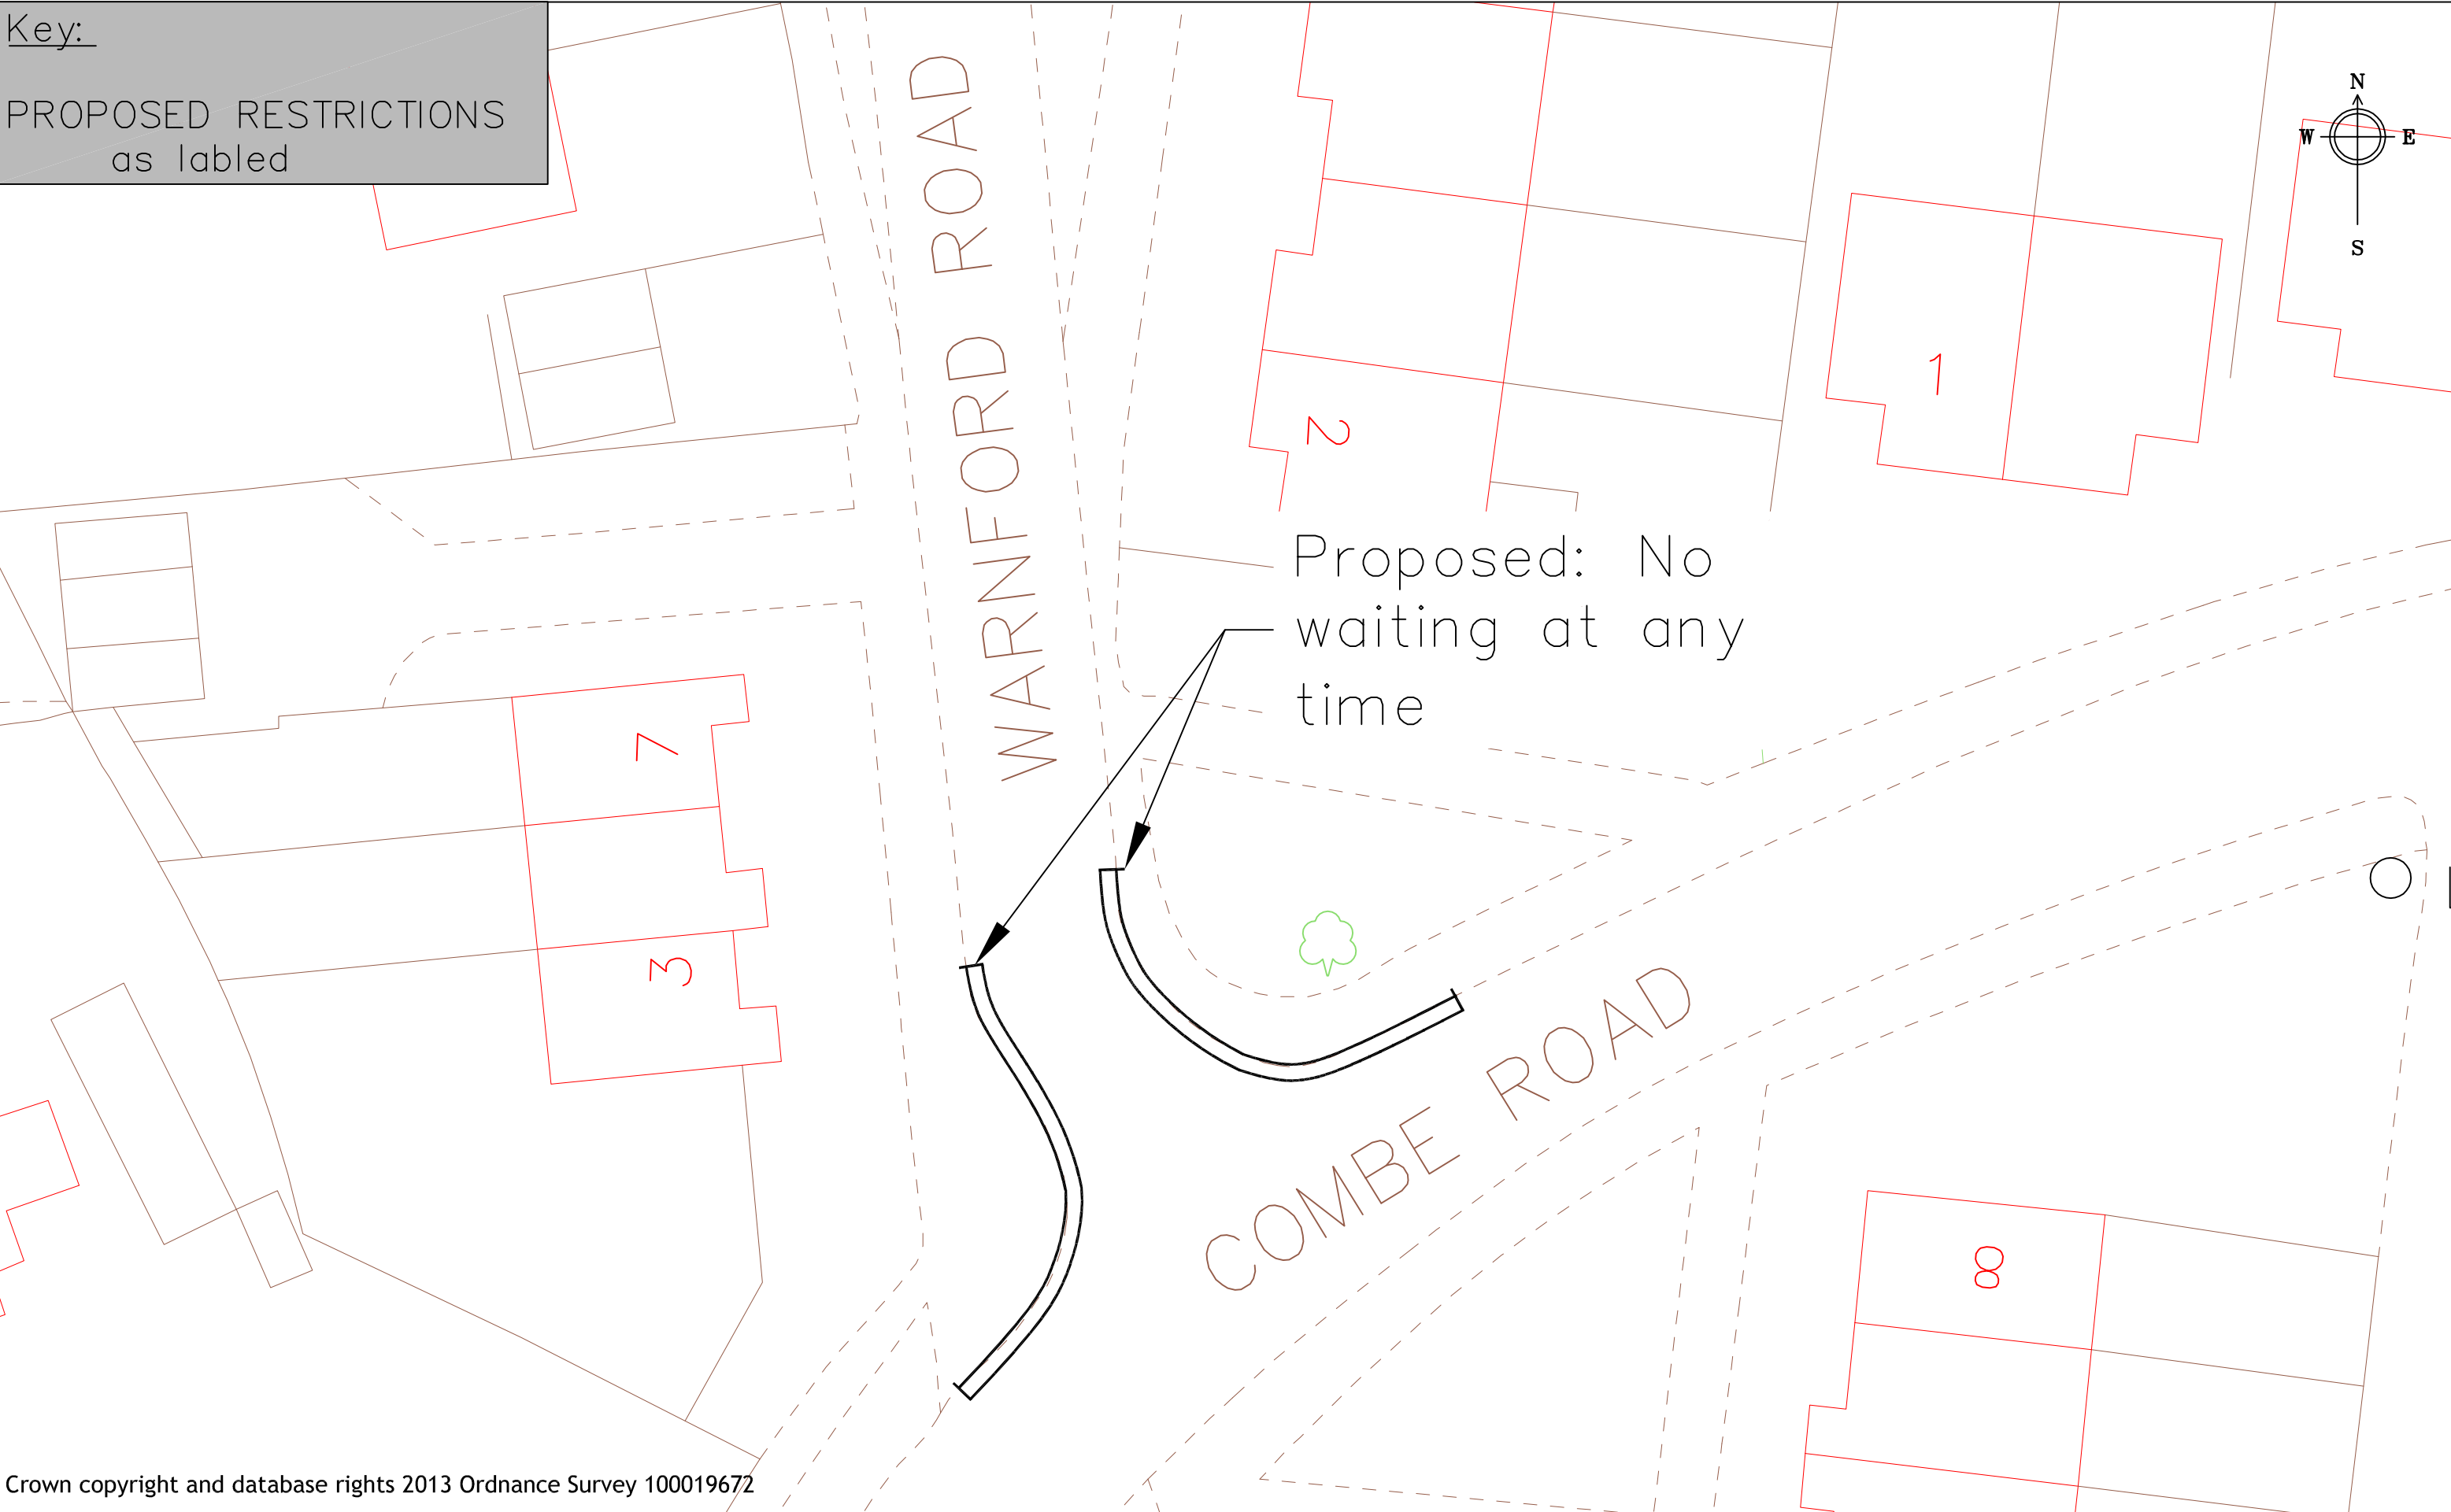 Key:
PROPOSED RESTRICTIONS
as labled
N
W E
S
WARNFORD ROAD
2
1
Proposed: No
waiting at any
time
7
3
COMBE ROAD
8
Crown copyright and database rights 2013 Ordnance Survey 100019672